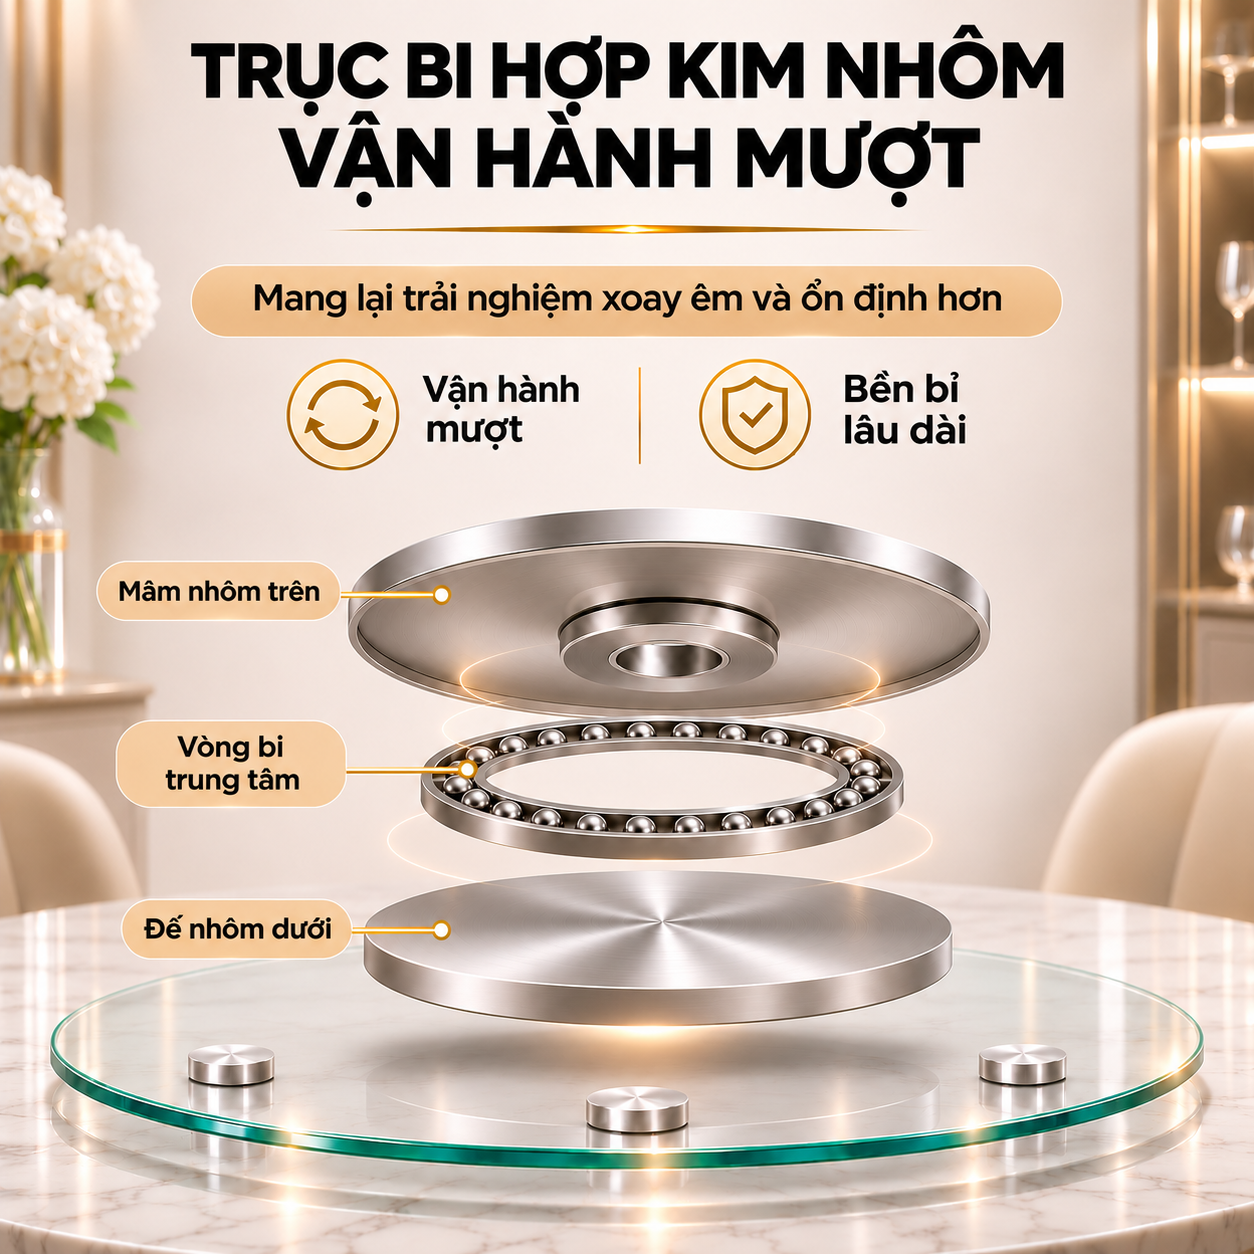 TRỤC BI HỢP KIM NHÔM
VẬN HÀNH MƯỢT
Mang lại trải nghiệm xoay êm và ổn định hơn
Vận hành
mượt
Bền bỉ
lâu dài
Mâm nhôm trên
Vòng bi
trung tâm
Đế nhôm dưới